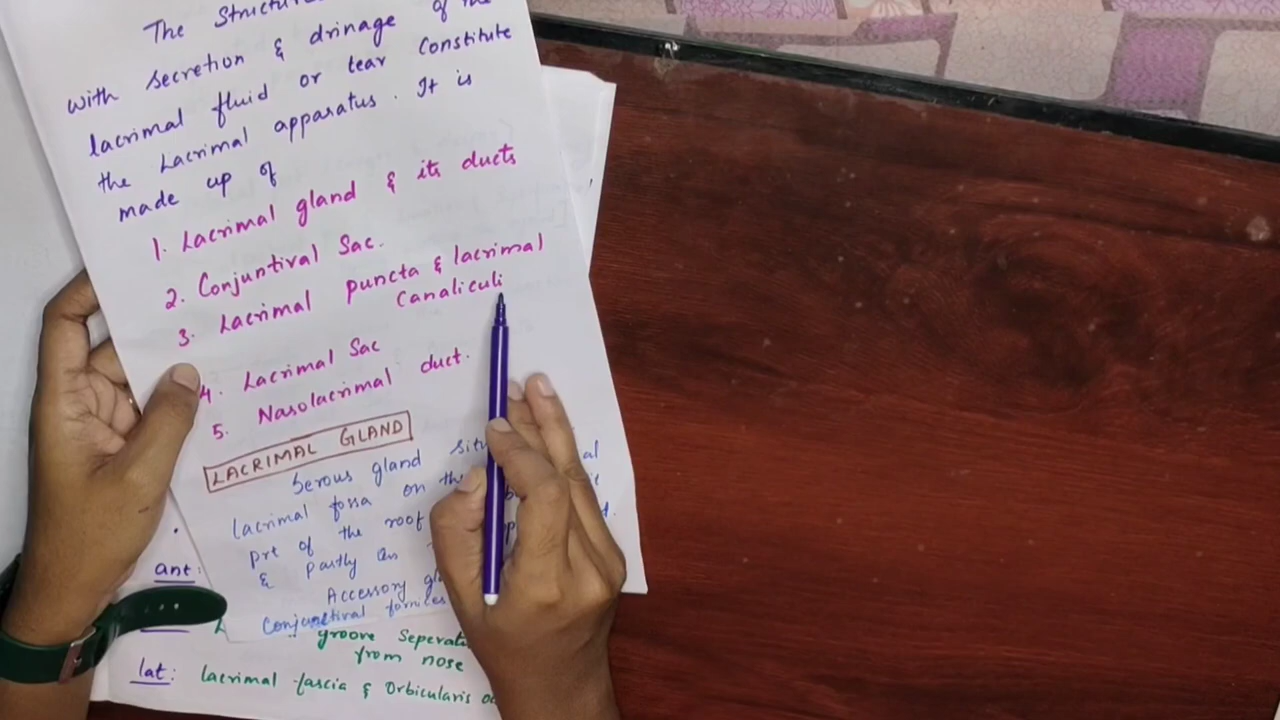 The
with secretion & drinage of the
lacrimal fluid or tear Constitute
the Lacrimal apparatus. It is
made up of
1. Lacrimal gland & its ducts
2. Conjuntival Sac.
3. Lacrimal puncta & lacrimal
Canaliculi
4. Lacrimal Sac
5. Nasolacrimal duct.
LACRIMAL GLAND
Serous gland
lacrimal fossa on
prt of the roof
& partly on
Accessory
Conjunctival fornices
ant:
groove
from nose
lat: lacrimal fascia & Orbicularis